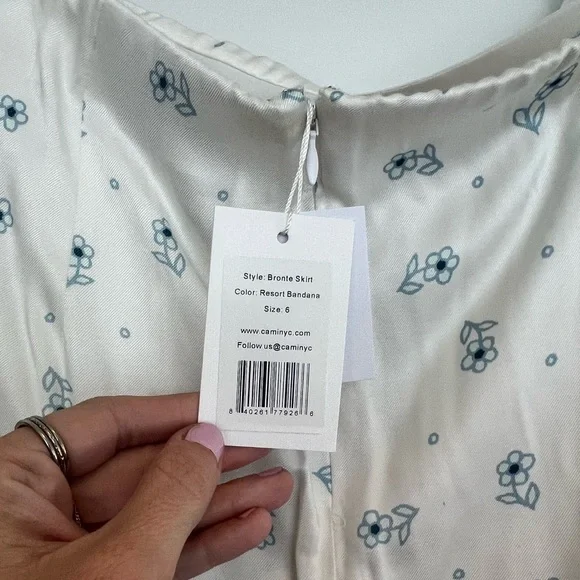 Style: Bronte Skirt
Color: Resort Bandana
Size: 6
www.caminyc.com
Follow us@caminyc
8 40261 77926 6